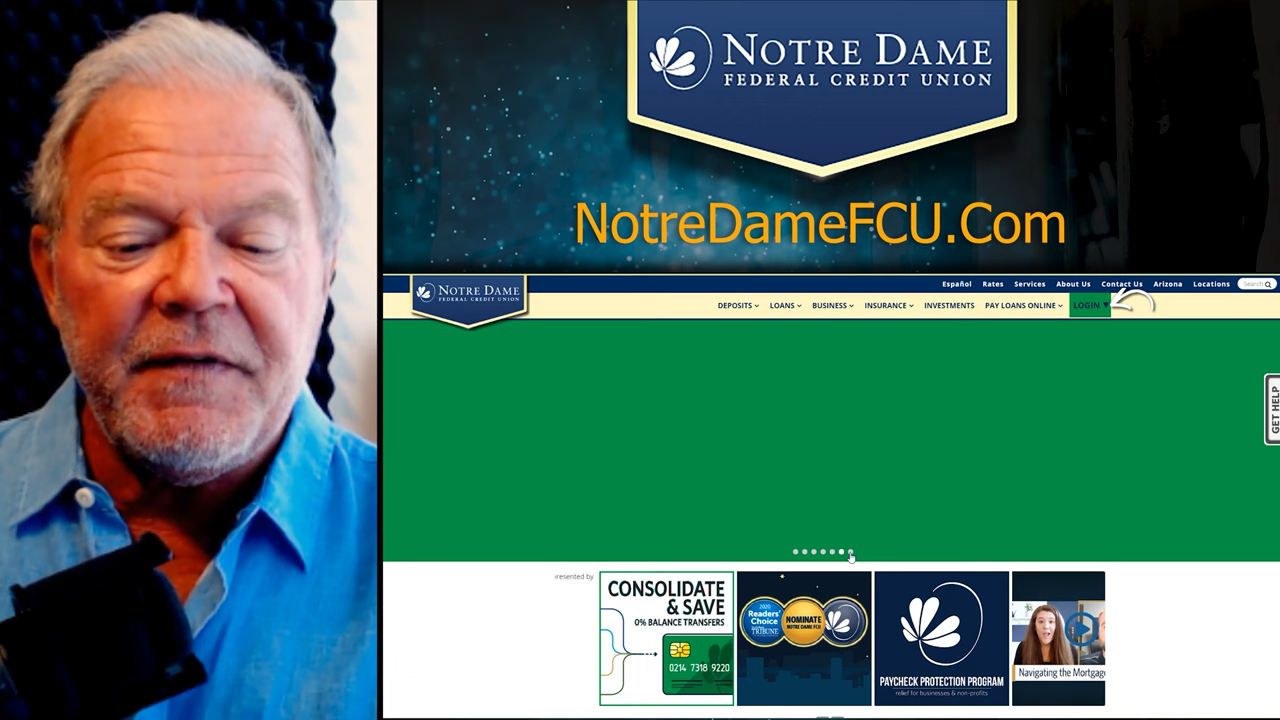 NOTRE DAME
FEDERAL CREDIT UNION
NotreDameFCU.Com
NOTRE DAME
FEDERAL CREDIT UNION
Español Rates Services About Us Contact Us Arizona Locations Search
DEPOSITS LOANS BUSINESS INSURANCE INVESTMENTS PAY LOANS ONLINE LOGIN
GET HELP
resented by
CONSOLIDATE
& SAVE
0% BALANCE TRANSFERS
0214 7318 9220
2020
Readers'
Choice
TRIBUNE
NOMINATE
NOTRE DAME FCU
PAYCHECK PROTECTION PROGRAM
relief for businesses & non-profits
Navigating the Mortgag